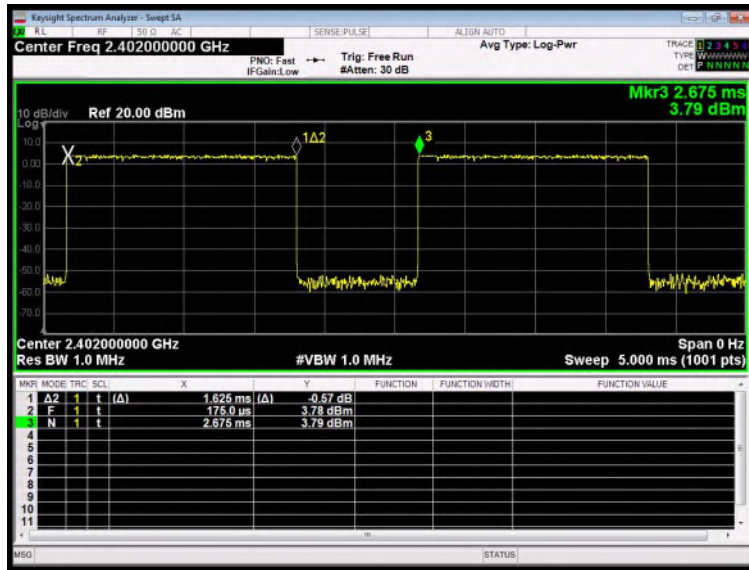 Keysight Spectrum Analyzer - Swept SA
RL RF 50 Ω AC SENSE:PULSE ALIGN AUTO
Center Freq 2.402000000 GHz
PNO: Fast Trig: Free Run Avg Type: Log-Pwr TRACE 1 2 3 4 5 6
IFGain:Low #Atten: 30 dB TYPE
DET P N N N N N
Mkr3 2.675 ms
10 dB/div Ref 20.00 dBm 3.79 dBm
Log
10.0
0.00
-10.0
-20.0
-30.0
-40.0
-50.0
-60.0
-70.0
2
1Δ2
3
Center 2.402000000 GHz Span 0 Hz
Res BW 1.0 MHz #VBW 1.0 MHz Sweep 5.000 ms (1001 pts)
MKR MODE TRC SCL X Y FUNCTION FUNCTION WIDTH FUNCTION VALUE
1 Δ2 1 t (Δ) 1.625 ms (Δ) -0.57 dB
2 F 1 t 175.0 µs 3.78 dBm
3 N 1 t 2.675 ms 3.79 dBm
4
5
6
7
8
9
10
11
MSG STATUS